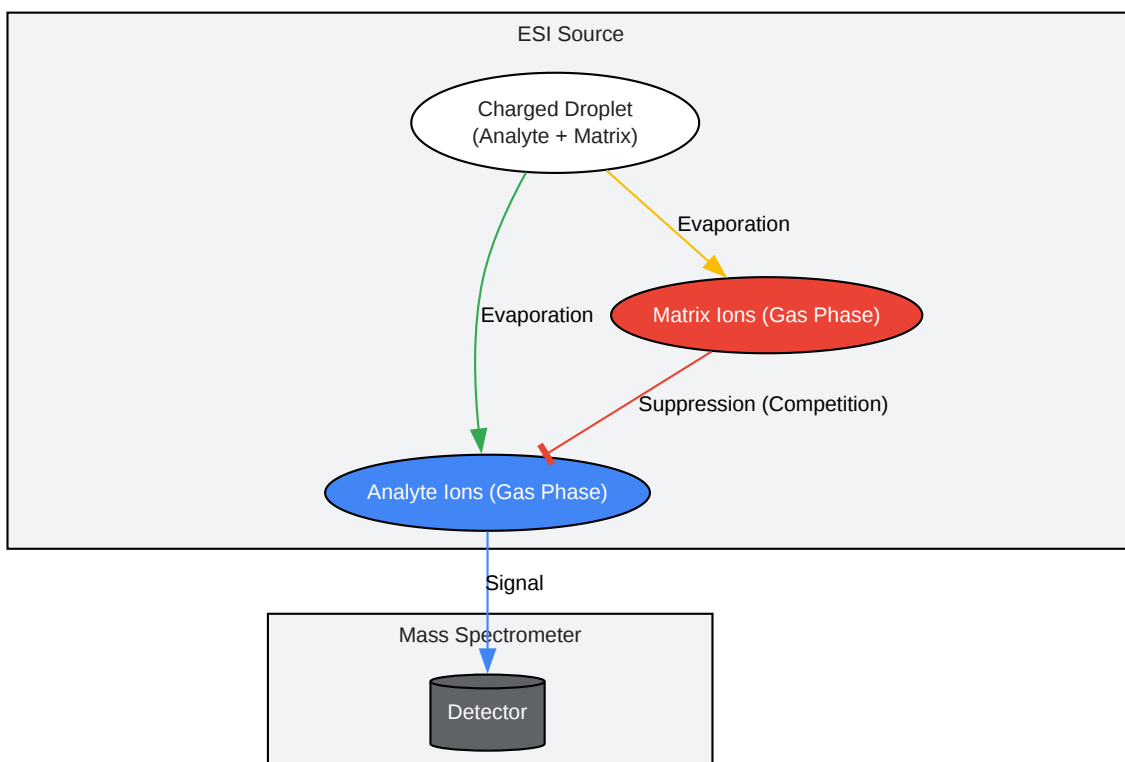 ESI Source
Charged Droplet
(Analyte + Matrix)
Evaporation
Evaporation
Matrix Ions (Gas Phase)
Suppression (Competition)
Analyte Ions (Gas Phase)
Signal
Mass Spectrometer
Detector